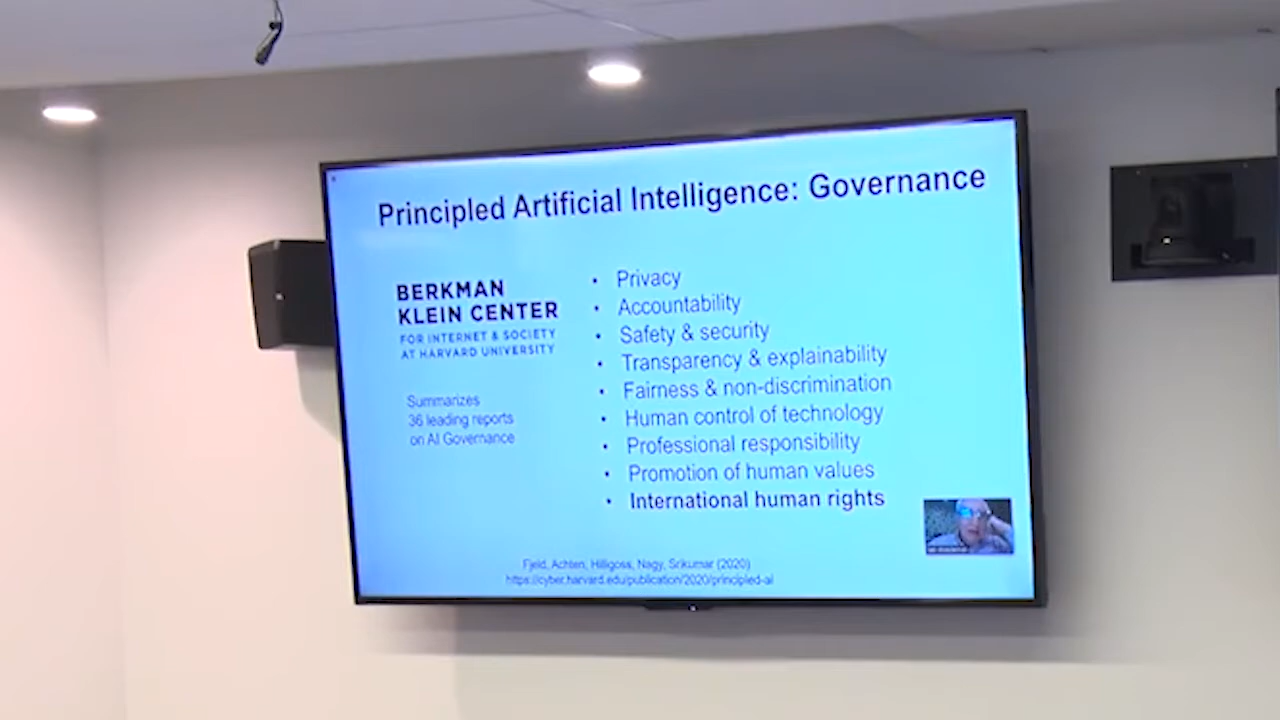 Principled Artificial Intelligence: Governance
BERKMAN
KLEIN CENTER
FOR INTERNET & SOCIETY
AT HARVARD UNIVERSITY
Summarizes
36 leading reports
on AI Governance
• Privacy
• Accountability
• Safety & security
• Transparency & explainability
• Fairness & non-discrimination
• Human control of technology
• Professional responsibility
• Promotion of human values
• International human rights
Fjeld, Achten, Hilligoss, Nagy, Srikumar (2020)
https://cyber.harvard.edu/publication/2020/principled-ai